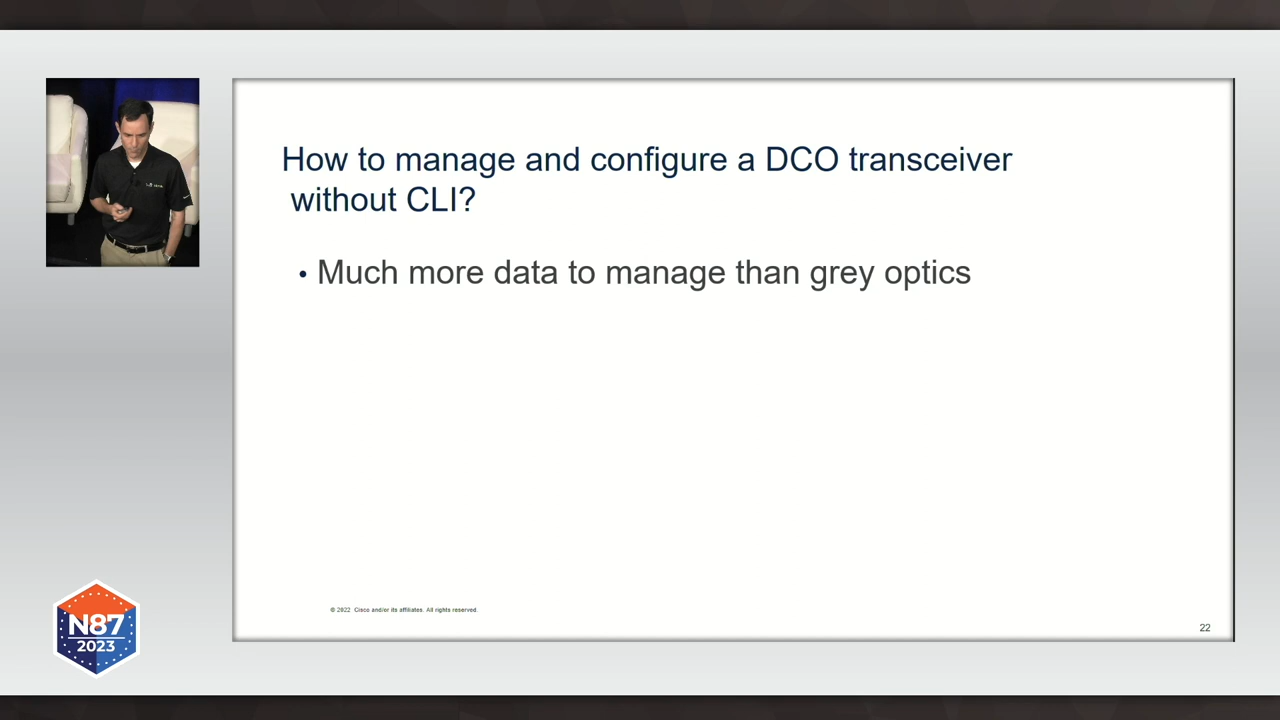 How to manage and configure a DCO transceiver
without CLI?
• Much more data to manage than grey optics
© 2022 Cisco and/or its affiliates. All rights reserved.
22
N87
2023